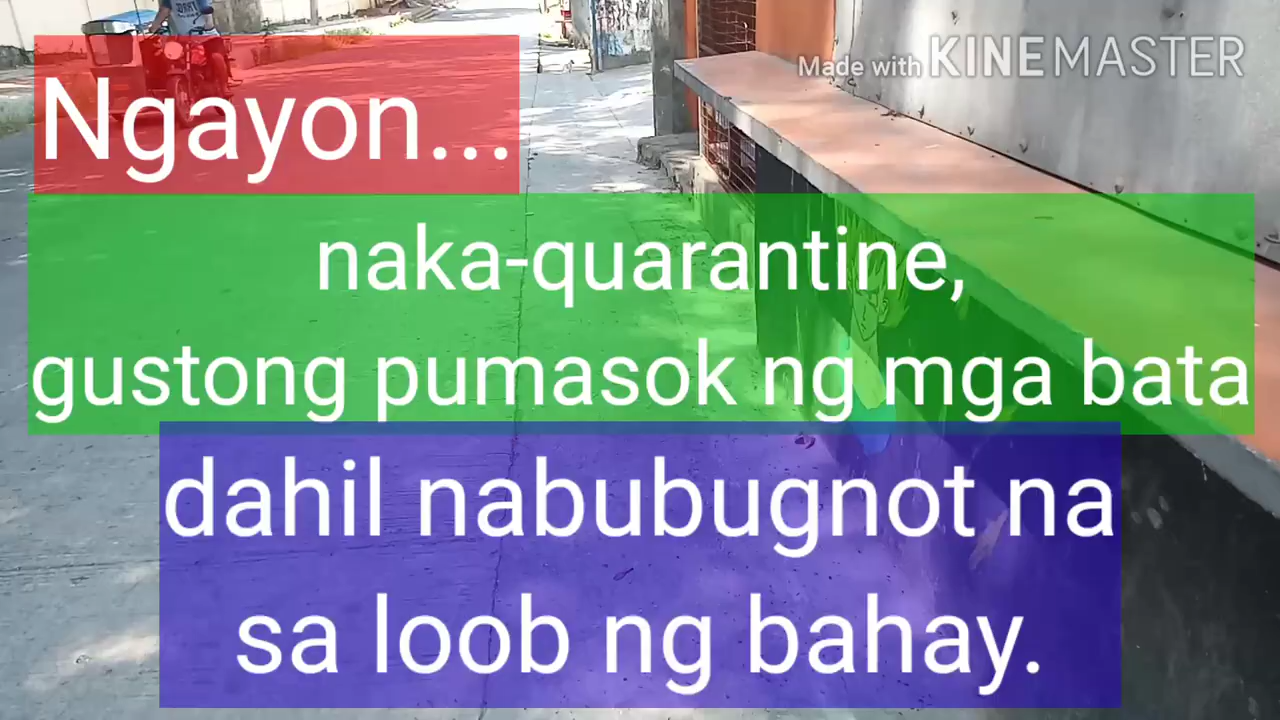 Made with KINEMASTER
Ngayon...
naka-quarantine,
gustong pumasok ng mga bata
dahil nabubugnot na
sa loob ng bahay.